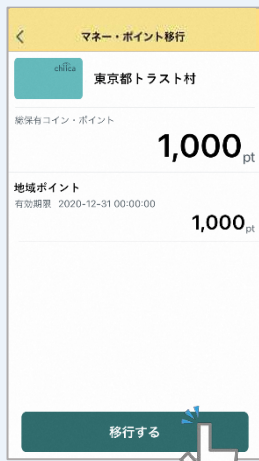 マネー・ポイント移行
chiica
東京都トラスト村
総保有コイン・ポイント
1,000pt
地域ポイント
有効期限 2020-12-31 00:00:00
1,000pt
移行する